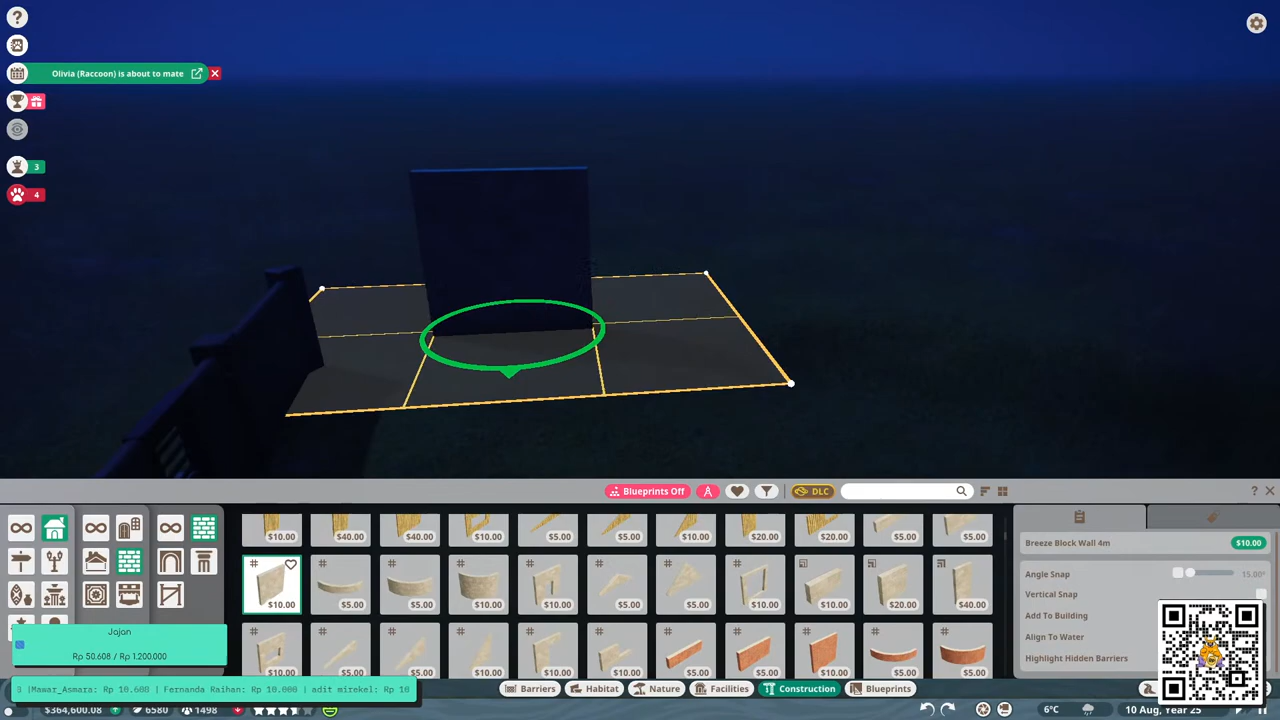 ?
Olivia (Raccoon) is about to mate
3
4
Blueprints Off
DLC
?
$10.00 $40.00 $40.00 $10.00 $5.00 $5.00 $10.00 $20.00 $20.00 $5.00 $5.00
$10.00 $5.00 $5.00 $10.00 $10.00 $5.00 $5.00 $10.00 $10.00 $20.00 $40.00
$10.00 $5.00 $5.00 $10.00 $10.00 $5.00 $5.00 $10.00 $5.00 $5.00
Breeze Block Wall 4m $10.00
Angle Snap 15.00°
Vertical Snap
Add To Building
Align To Water
Highlight Hidden Barriers
Jajan
Rp 50.608 / Rp 1.200.000
|Mawar_Asmara: Rp 10.608 | Fernanda Raihan: Rp 10.000 | adit mirekel: Rp 10
Barriers Habitat Nature Facilities Construction Blueprints
$364,600.08 6580 1498
6°C 10 Aug, Year 25